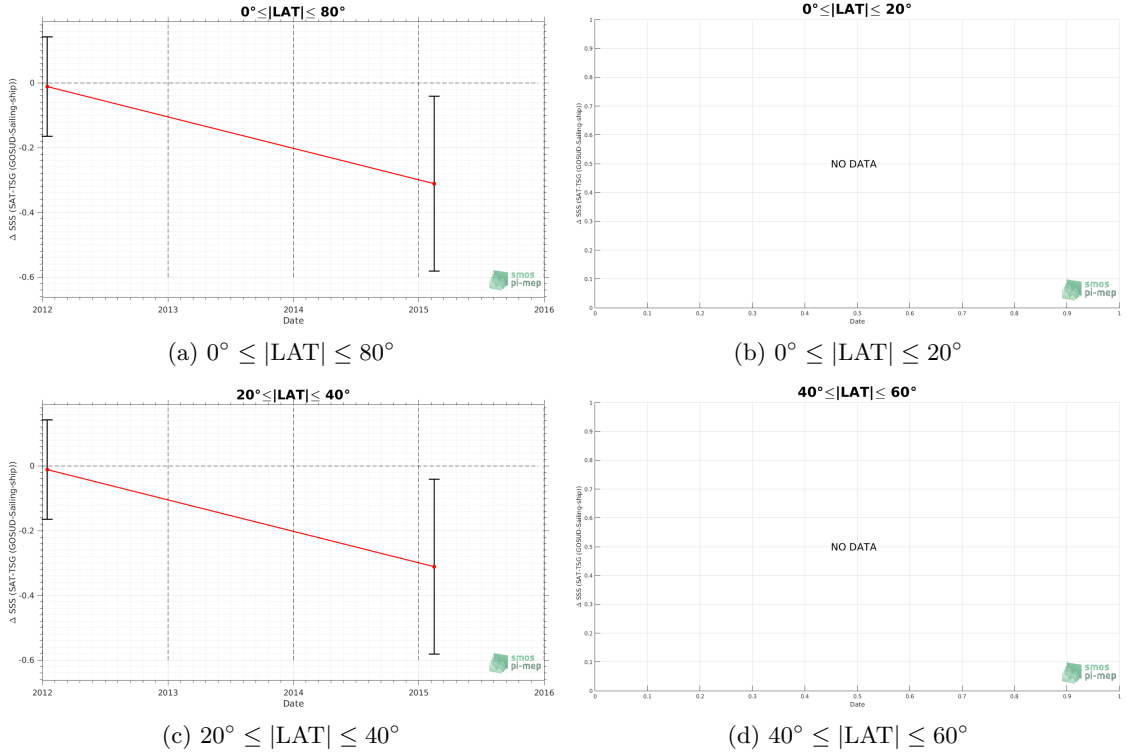 0°≤|LAT|≤ 80°
0
-0.2
-0.4
-0.6
Δ SSS (SAT-TSG (GOSUD-Sailing-ship))
2012 2013 2014 2015 2016
Date
smos
pi-mep
(a) 0° ≤ |LAT| ≤ 80°
0°≤|LAT|≤ 20°
1
0.9
0.8
0.7
0.6
0.5
0.4
0.3
0.2
0.1
0
Δ SSS (SAT-TSG (GOSUD-Sailing-ship))
NO DATA
0 0.1 0.2 0.3 0.4 0.5 0.6 0.7 0.8 0.9 1
Date
smos
pi-mep
(b) 0° ≤ |LAT| ≤ 20°
20°≤|LAT|≤ 40°
0
-0.2
-0.4
-0.6
Δ SSS (SAT-TSG (GOSUD-Sailing-ship))
2012 2013 2014 2015 2016
Date
smos
pi-mep
(c) 20° ≤ |LAT| ≤ 40°
40°≤|LAT|≤ 60°
1
0.9
0.8
0.7
0.6
0.5
0.4
0.3
0.2
0.1
0
Δ SSS (SAT-TSG (GOSUD-Sailing-ship))
NO DATA
0 0.1 0.2 0.3 0.4 0.5 0.6 0.7 0.8 0.9 1
Date
smos
pi-mep
(d) 40° ≤ |LAT| ≤ 60°